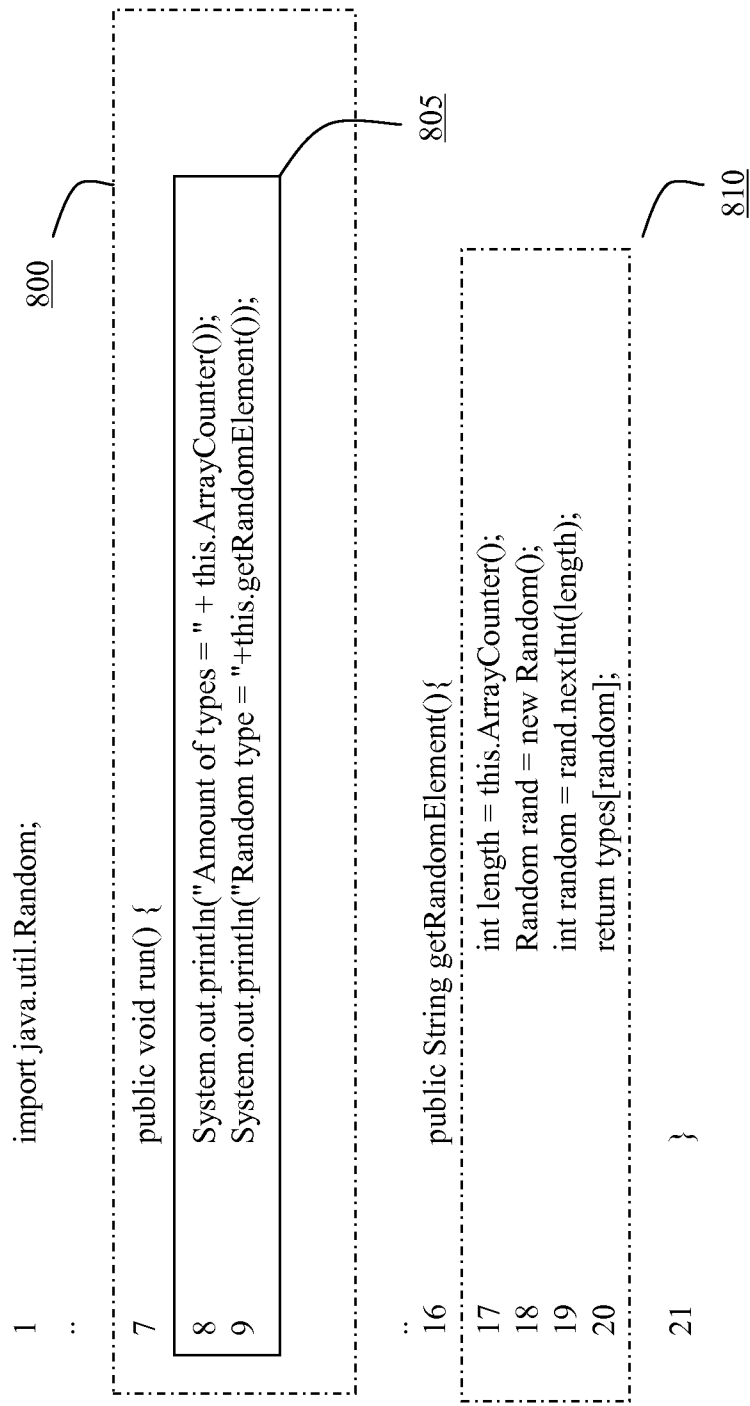 1 import java.util.Random;
..
800
7 public void run() {
8 System.out.println("Amount of types = " + this.ArrayCounter());
9 System.out.println("Random type = "+this.getRandomElement());
805
..
16 public String getRandomElement(){
17 int length = this.ArrayCounter();
18 Random rand = new Random();
19 int random = rand.nextInt(length);
20 return types[random];
21 }
810